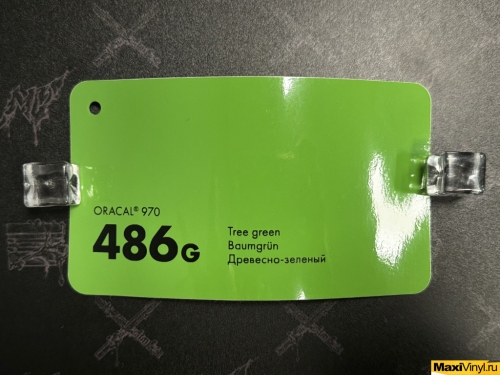 ORACAL® 970
486G
Tree green
Baumgrün
Древесно-зеленый
MaxiVinyl.ru